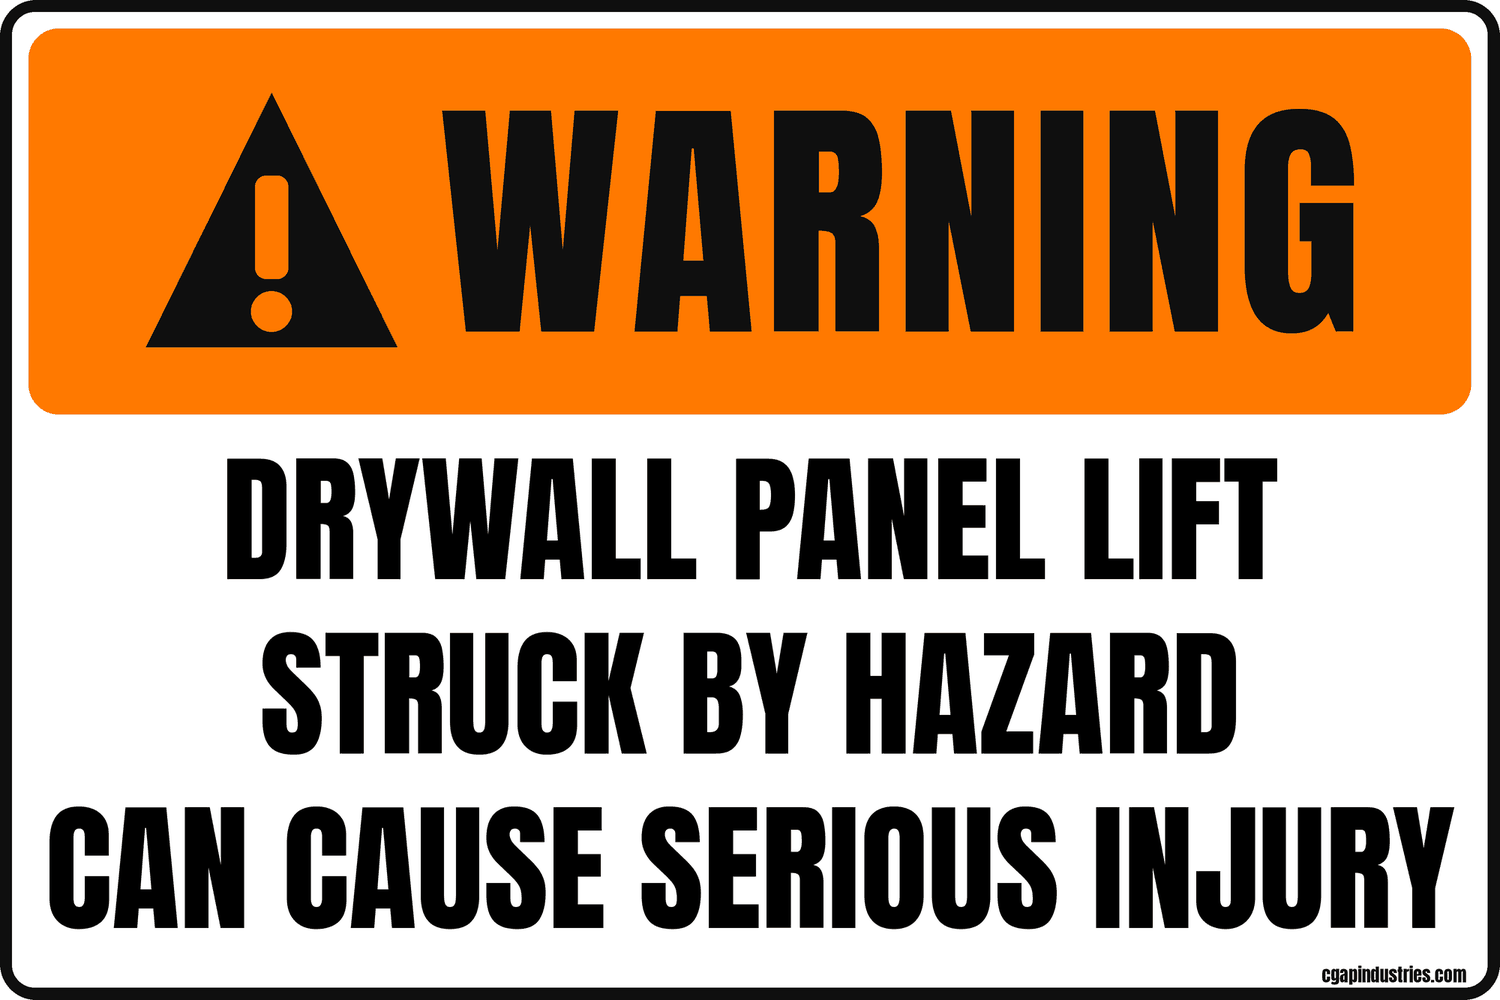 WARNING
DRYWALL PANEL LIFT
STRUCK BY HAZARD
CAN CAUSE SERIOUS INJURY
cgapindustries.com